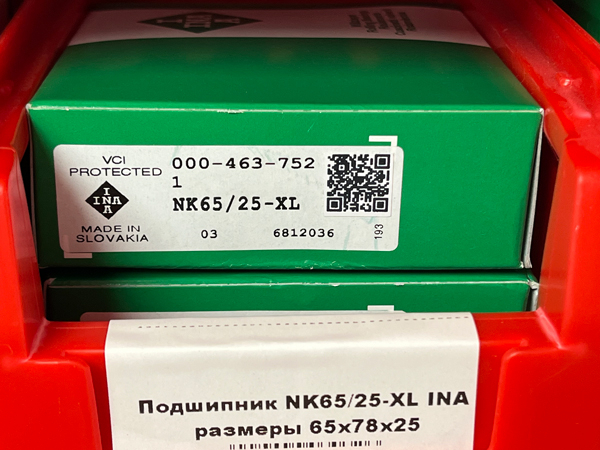 VCI
PROTECTED
000-463-752
1
INA
NK65/25-XL
MADE IN
SLOVAKIA
03 6812036
193
Подшипник NK65/25-XL INA
размеры 65x78x25